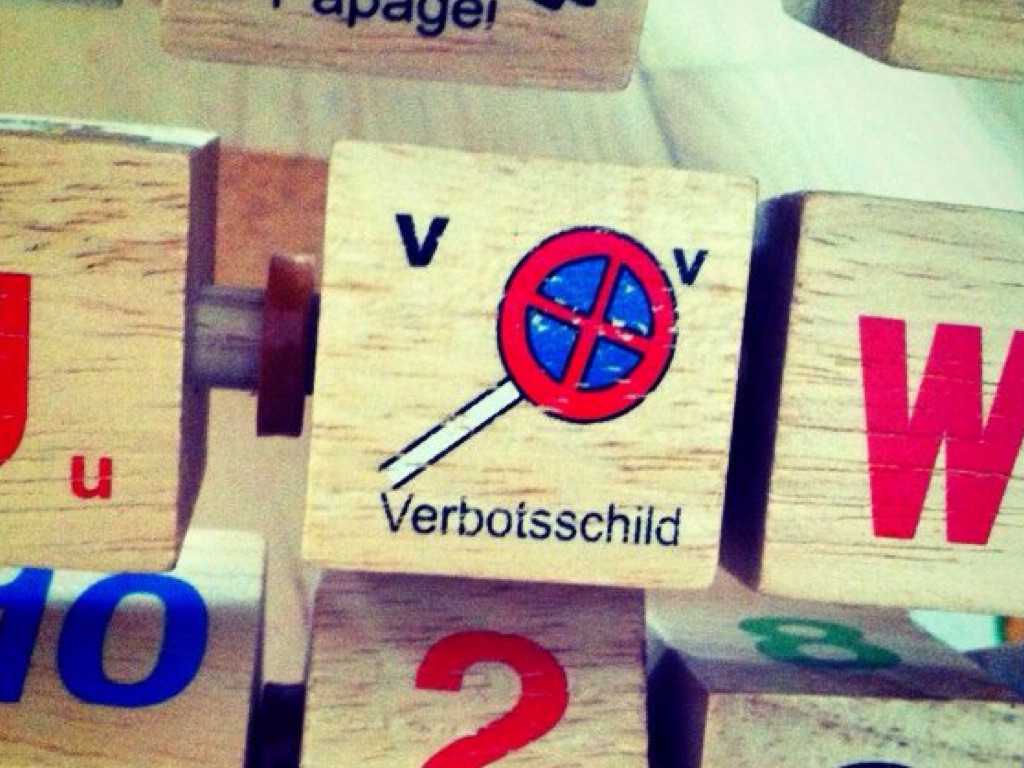 Papagei
V v
u
Verbotsschild
W
10
2
8